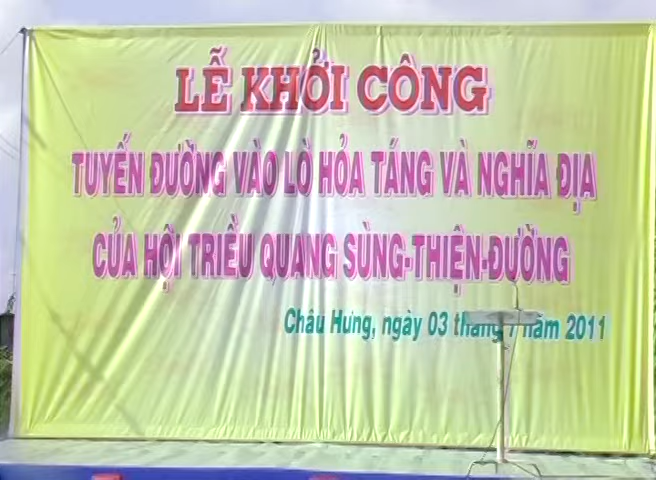 LỄ KHỞI CÔNG
TUYẾN ĐƯỜNG VÀO LÒ HỎA TÁNG VÀ NGHĨA ĐỊA
CỦA HỘI TRIỀU QUANG SÙNG-THIỆN-ĐƯỜNG
Châu Hưng, ngày 03 tháng 7 năm 2011